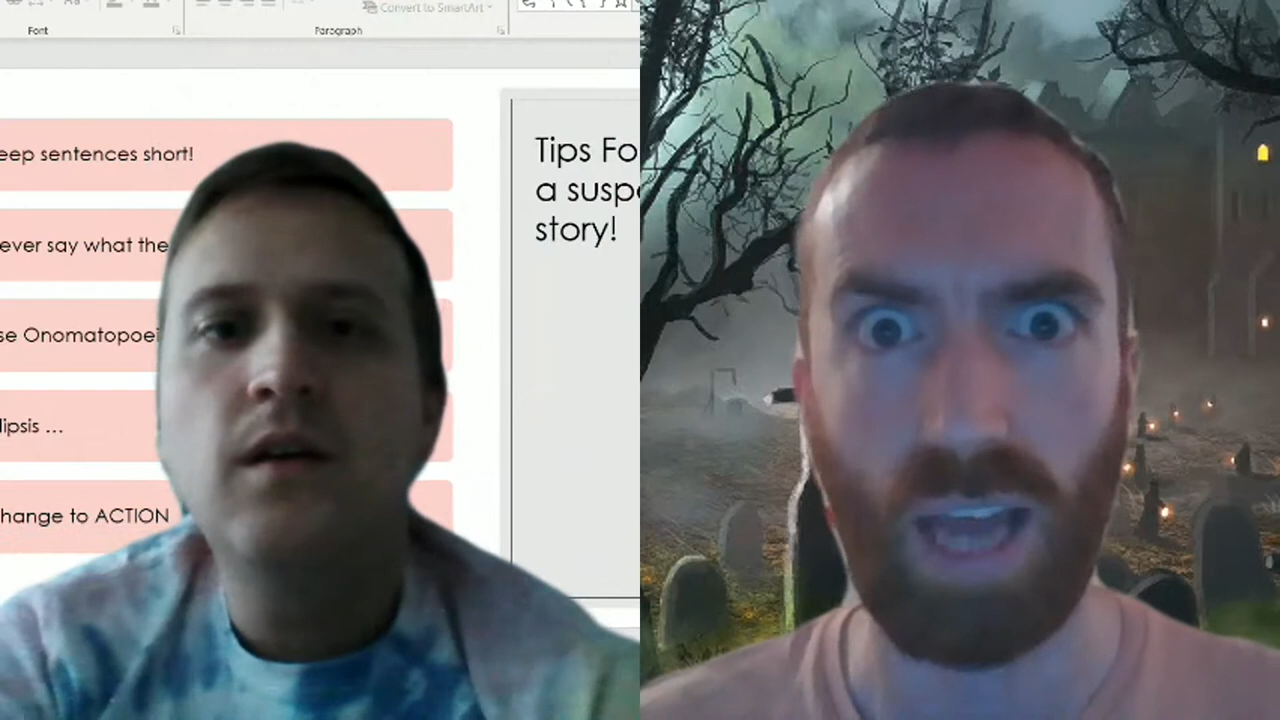 Convert to SmartArt
Font
Paragraph
eep sentences short!
ever say what the
se Onomatopoei
lipsis ...
hange to ACTION
Tips Fo
a suspe
story!